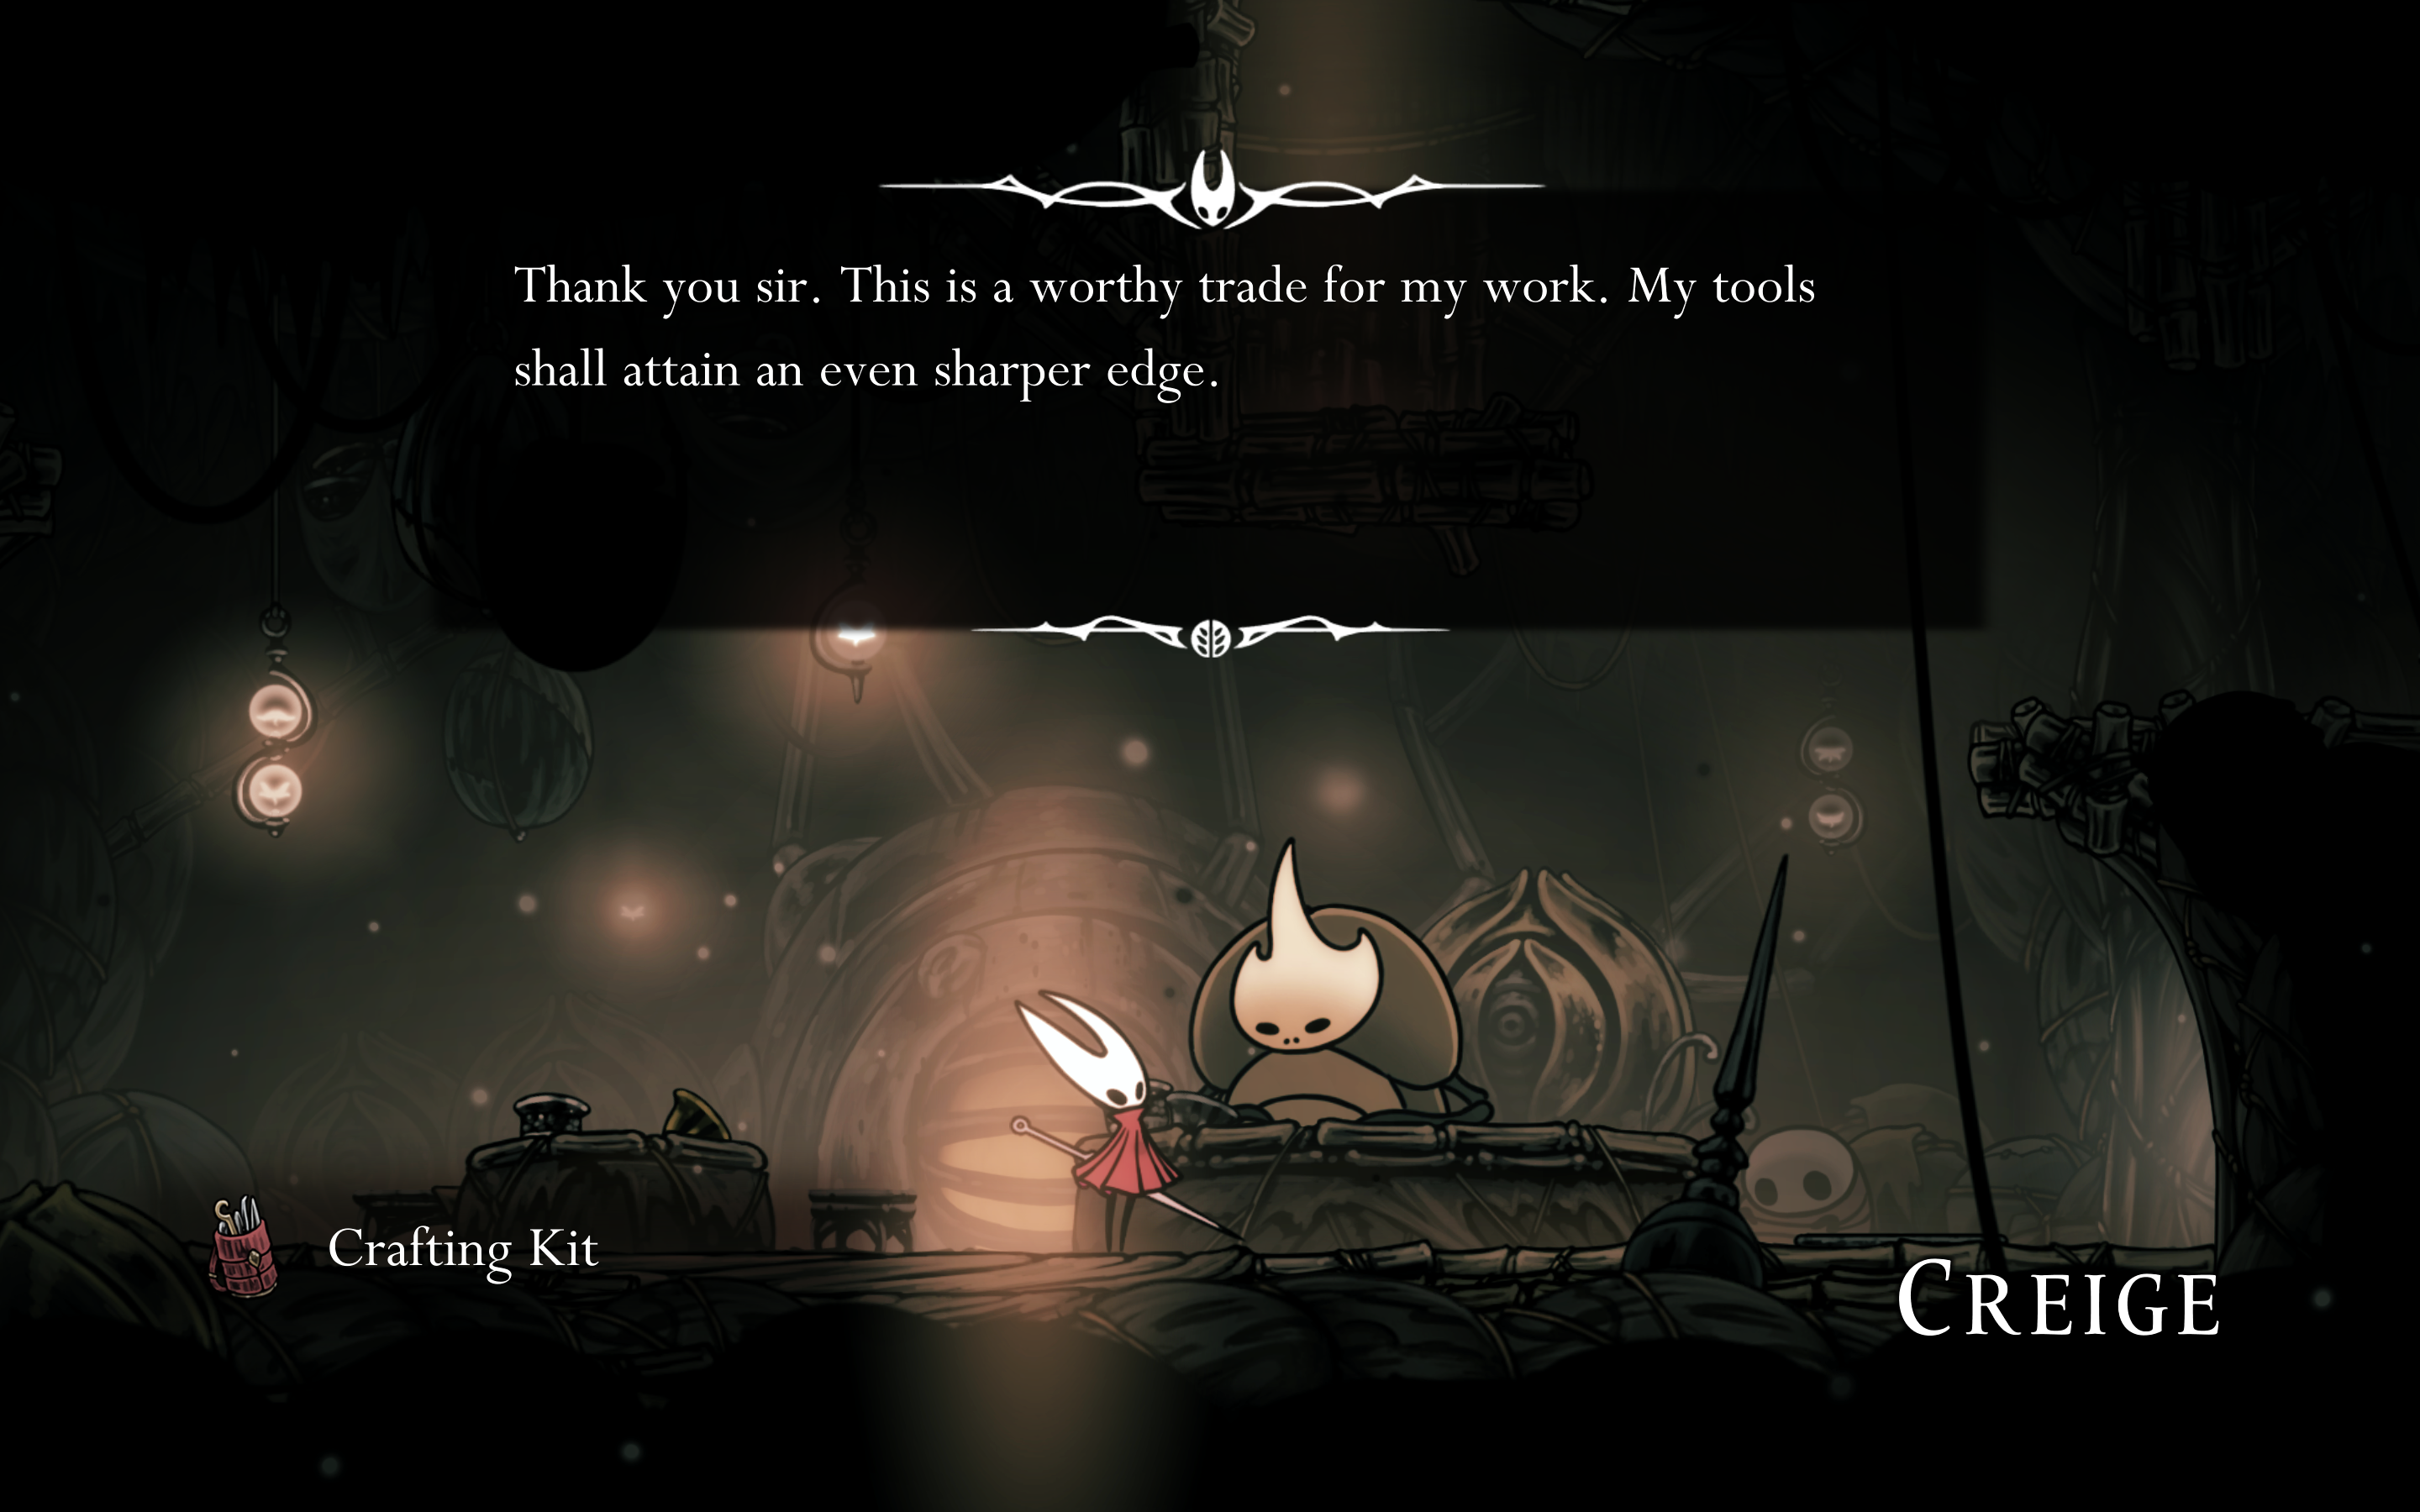 Thank you sir. This is a worthy trade for my work. My tools
shall attain an even sharper edge.
Crafting Kit
CREIGE